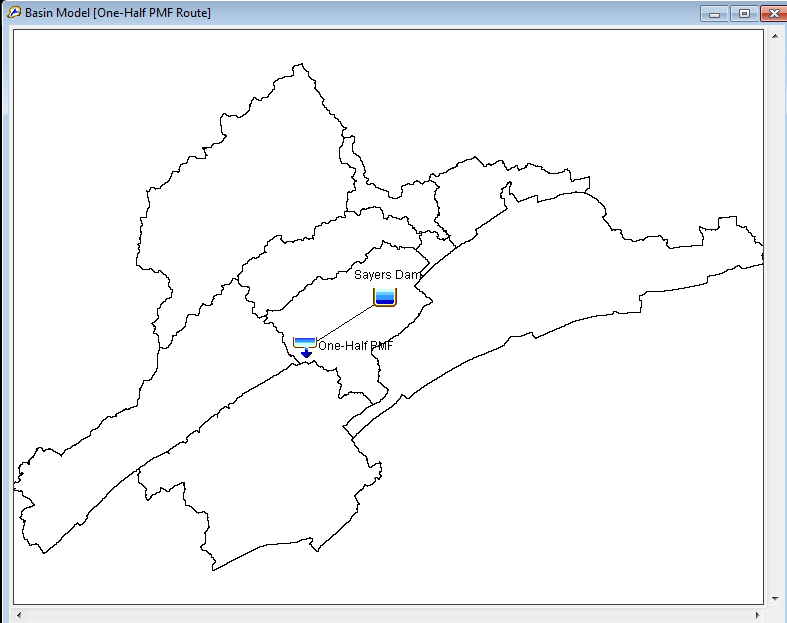 Basin Model [One-Half PMF Route]
Sayers Dam
One-Half PMF